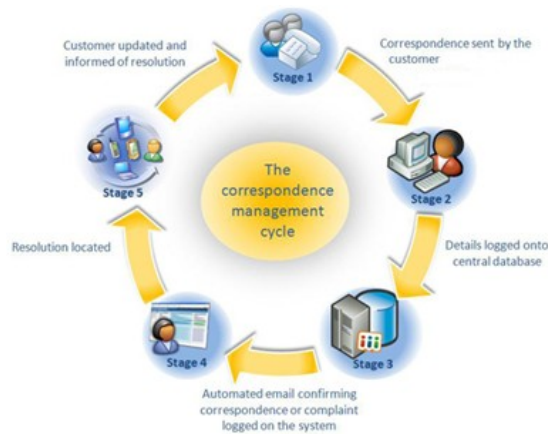 Customer updated and
informed of resolution
Stage 1
Correspondence sent by the
customer
Stage 2
Details logged onto
central database
Stage 3
Automated email confirming
correspondence or complaint
logged on the system
Stage 4
Resolution located
Stage 5
The
correspondence
management
cycle